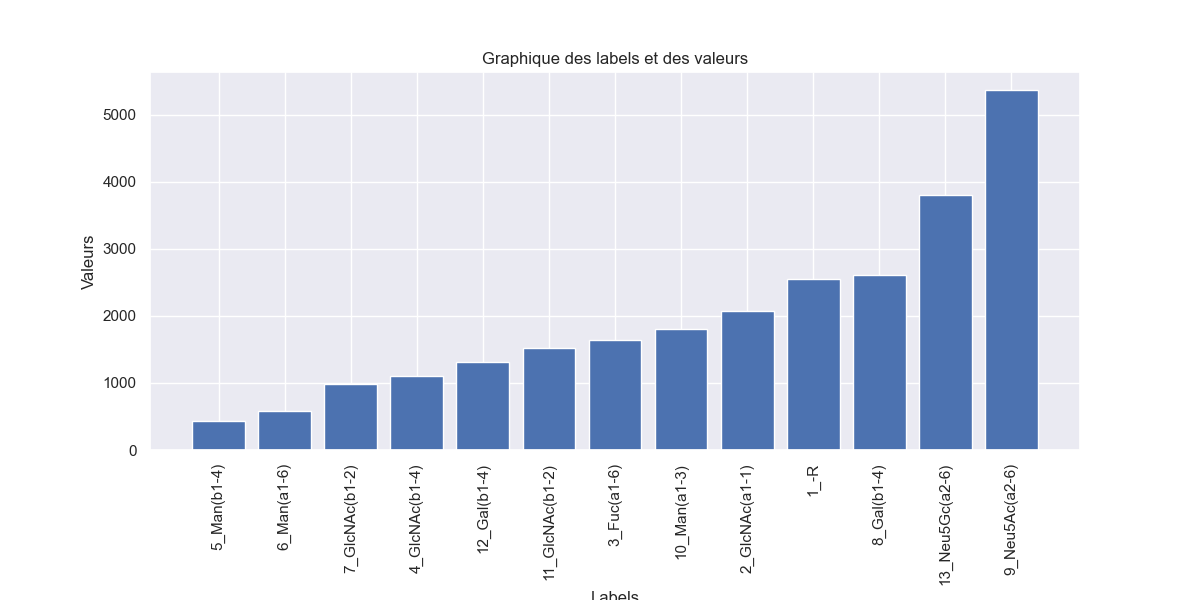 Graphique des labels et des valeurs
Valeurs
5000
4000
3000
2000
1000
0
5_Man(b1-4)
6_Man(a1-6)
7_GlcNAc(b1-2)
4_GlcNAc(b1-4)
12_Gal(b1-4)
11_GlcNAc(b1-2)
3_Fuc(a1-6)
10_Man(a1-3)
2_GlcNAc(a1-1)
1_-R
8_Gal(b1-4)
13_Neu5Gc(a2-6)
9_Neu5Ac(a2-6)
Labels